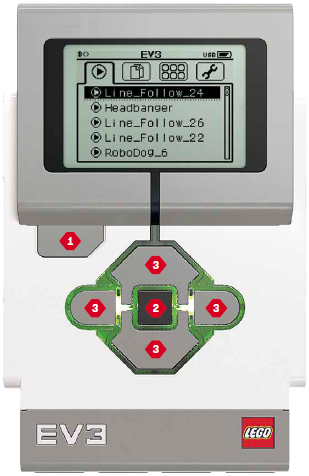 EV3 USB
Line_Follow_24
Headbanger
Line_Follow_26
Line_Follow_22
RoboDog_6
1
3
3 2 3
3
EV3 LEGO